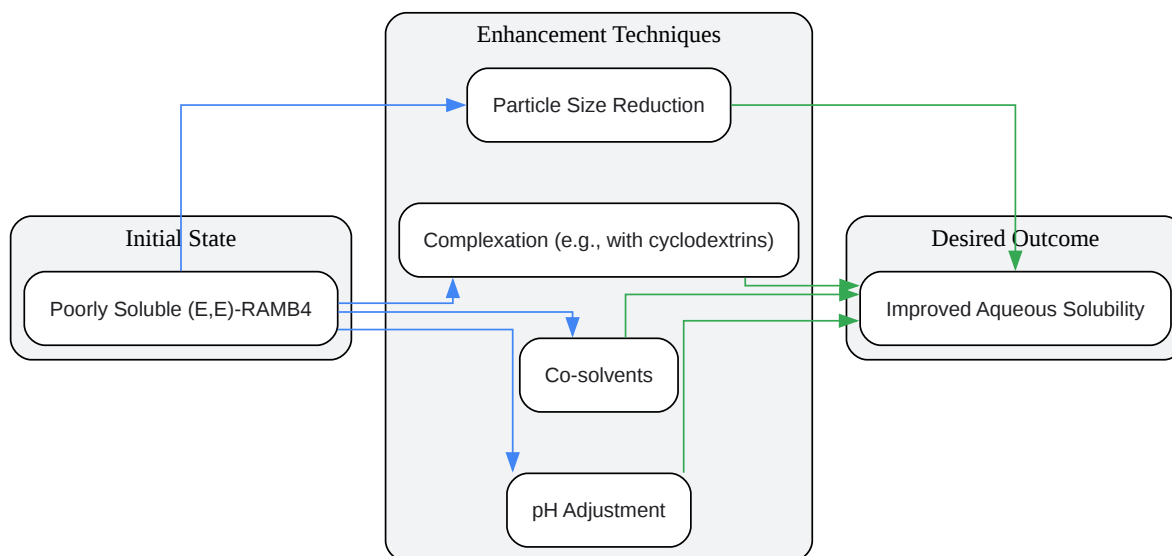 Enhancement Techniques
Particle Size Reduction
Complexation (e.g., with cyclodextrins)
Co-solvents
pH Adjustment
Initial State
Poorly Soluble (E,E)-RAMB4
Desired Outcome
Improved Aqueous Solubility